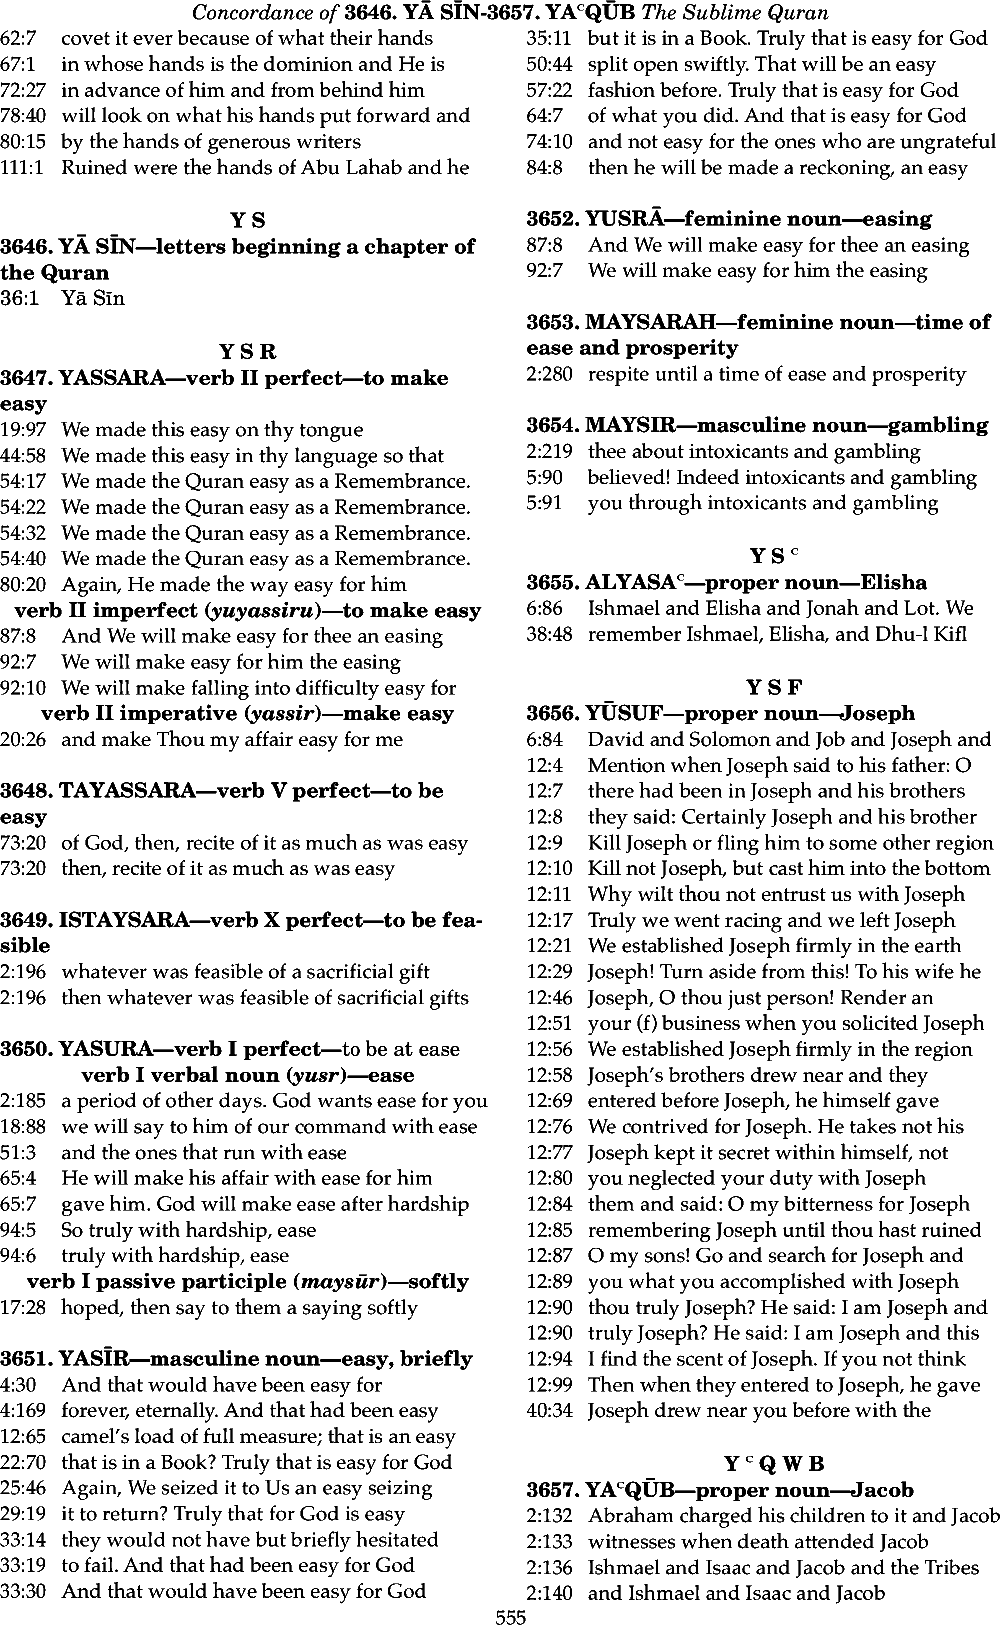 Concordance of 3646. YĀ SĪN-3657. YAᶜQŪB The Sublime Quran
62:7 covet it ever because of what their hands
67:1 in whose hands is the dominion and He is
72:27 in advance of him and from behind him
78:40 will look on what his hands put forward and
80:15 by the hands of generous writers
111:1 Ruined were the hands of Abu Lahab and he
Y S
3646. YĀ SĪN—letters beginning a chapter of
the Quran
36:1 Yā Sīn
Y S R
3647. YASSARA—verb II perfect—to make
easy
19:97 We made this easy on thy tongue
44:58 We made this easy in thy language so that
54:17 We made the Quran easy as a Remembrance.
54:22 We made the Quran easy as a Remembrance.
54:32 We made the Quran easy as a Remembrance.
54:40 We made the Quran easy as a Remembrance.
80:20 Again, He made the way easy for him
verb II imperfect (yuyassiru)—to make easy
87:8 And We will make easy for thee an easing
92:7 We will make easy for him the easing
92:10 We will make falling into difficulty easy for
verb II imperative (yassir)—make easy
20:26 and make Thou my affair easy for me
3648. TAYASSARA—verb V perfect—to be
easy
73:20 of God, then, recite of it as much as was easy
73:20 then, recite of it as much as was easy
3649. ISTAYSARA—verb X perfect—to be fea-
sible
2:196 whatever was feasible of a sacrificial gift
2:196 then whatever was feasible of sacrificial gifts
3650. YASURA—verb I perfect—to be at ease
verb I verbal noun (yusr)—ease
2:185 a period of other days. God wants ease for you
18:88 we will say to him of our command with ease
51:3 and the ones that run with ease
65:4 He will make his affair with ease for him
65:7 gave him. God will make ease after hardship
94:5 So truly with hardship, ease
94:6 truly with hardship, ease
verb I passive participle (maysūr)—softly
17:28 hoped, then say to them a saying softly
3651. YASĪR—masculine noun—easy, briefly
4:30 And that would have been easy for
4:169 forever, eternally. And that had been easy
12:65 camel's load of full measure; that is an easy
22:70 that is in a Book? Truly that is easy for God
25:46 Again, We seized it to Us an easy seizing
29:19 it to return? Truly that for God is easy
33:14 they would not have but briefly hesitated
33:19 to fail. And that had been easy for God
33:30 And that would have been easy for God
35:11 but it is in a Book. Truly that is easy for God
50:44 split open swiftly. That will be an easy
57:22 fashion before. Truly that is easy for God
64:7 of what you did. And that is easy for God
74:10 and not easy for the ones who are ungrateful
84:8 then he will be made a reckoning, an easy
3652. YUSRĀ—feminine noun—easing
87:8 And We will make easy for thee an easing
92:7 We will make easy for him the easing
3653. MAYSARAH—feminine noun—time of
ease and prosperity
2:280 respite until a time of ease and prosperity
3654. MAYSIR—masculine noun—gambling
2:219 thee about intoxicants and gambling
5:90 believed! Indeed intoxicants and gambling
5:91 you through intoxicants and gambling
Y S ᶜ
3655. ALYASAᶜ—proper noun—Elisha
6:86 Ishmael and Elisha and Jonah and Lot. We
38:48 remember Ishmael, Elisha, and Dhu-l Kifl
Y S F
3656. YŪSUF—proper noun—Joseph
6:84 David and Solomon and Job and Joseph and
12:4 Mention when Joseph said to his father: O
12:7 there had been in Joseph and his brothers
12:8 they said: Certainly Joseph and his brother
12:9 Kill Joseph or fling him to some other region
12:10 Kill not Joseph, but cast him into the bottom
12:11 Why wilt thou not entrust us with Joseph
12:17 Truly we went racing and we left Joseph
12:21 We established Joseph firmly in the earth
12:29 Joseph! Turn aside from this! To his wife he
12:46 Joseph, O thou just person! Render an
12:51 your (f) business when you solicited Joseph
12:56 We established Joseph firmly in the region
12:58 Joseph's brothers drew near and they
12:69 entered before Joseph, he himself gave
12:76 We contrived for Joseph. He takes not his
12:77 Joseph kept it secret within himself, not
12:80 you neglected your duty with Joseph
12:84 them and said: O my bitterness for Joseph
12:85 remembering Joseph until thou hast ruined
12:87 O my sons! Go and search for Joseph and
12:89 you what you accomplished with Joseph
12:90 thou truly Joseph? He said: I am Joseph and
12:90 truly Joseph? He said: I am Joseph and this
12:94 I find the scent of Joseph. If you not think
12:99 Then when they entered to Joseph, he gave
40:34 Joseph drew near you before with the
Y ᶜ Q W B
3657. YAᶜQŪB—proper noun—Jacob
2:132 Abraham charged his children to it and Jacob
2:133 witnesses when death attended Jacob
2:136 Ishmael and Isaac and Jacob and the Tribes
2:140 and Ishmael and Isaac and Jacob
555